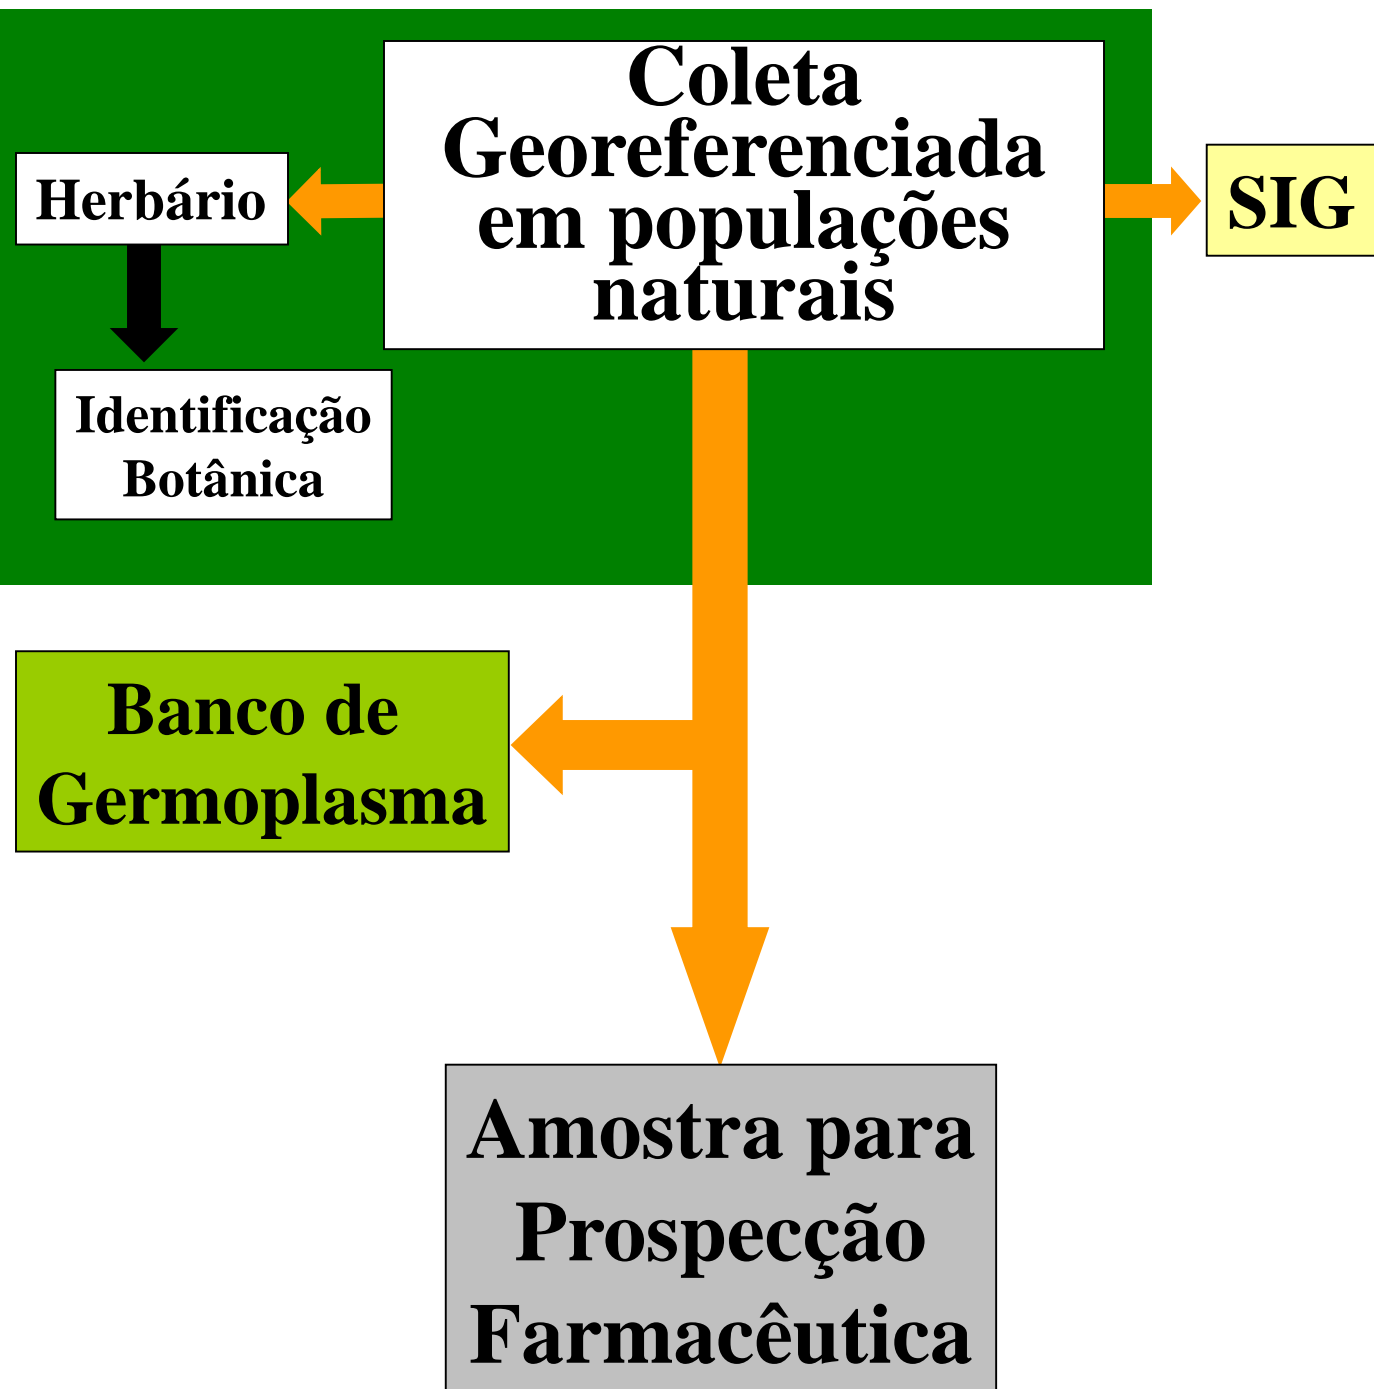 Coleta
Georeferenciada
em populações
naturais
Herbário
SIG
Identificação
Botânica
Banco de
Germoplasma
Amostra para
Prospecção
Farmacêutica